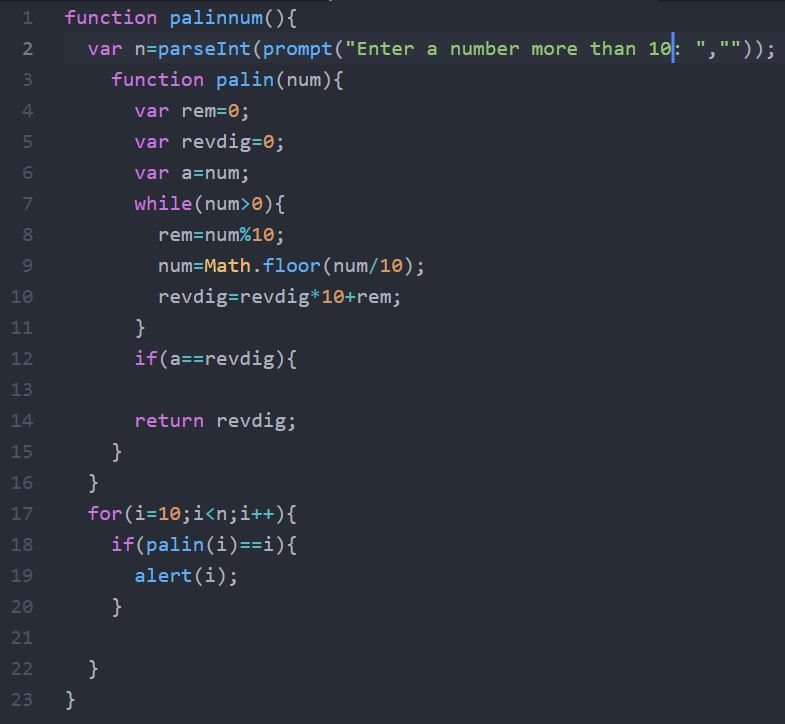 1 function palinnum(){
2 var n=parseInt(prompt("Enter a number more than 10: ",""));
3 function palin(num){
4 var rem=0;
5 var revdig=0;
6 var a=num;
7 while(num>0){
8 rem=num%10;
9 num=Math.floor(num/10);
10 revdig=revdig*10+rem;
11 }
12 if(a==revdig){
13
14 return revdig;
15 }
16 }
17 for(i=10;i<n;i++){
18 if(palin(i)==i){
19 alert(i);
20 }
21
22 }
23 }